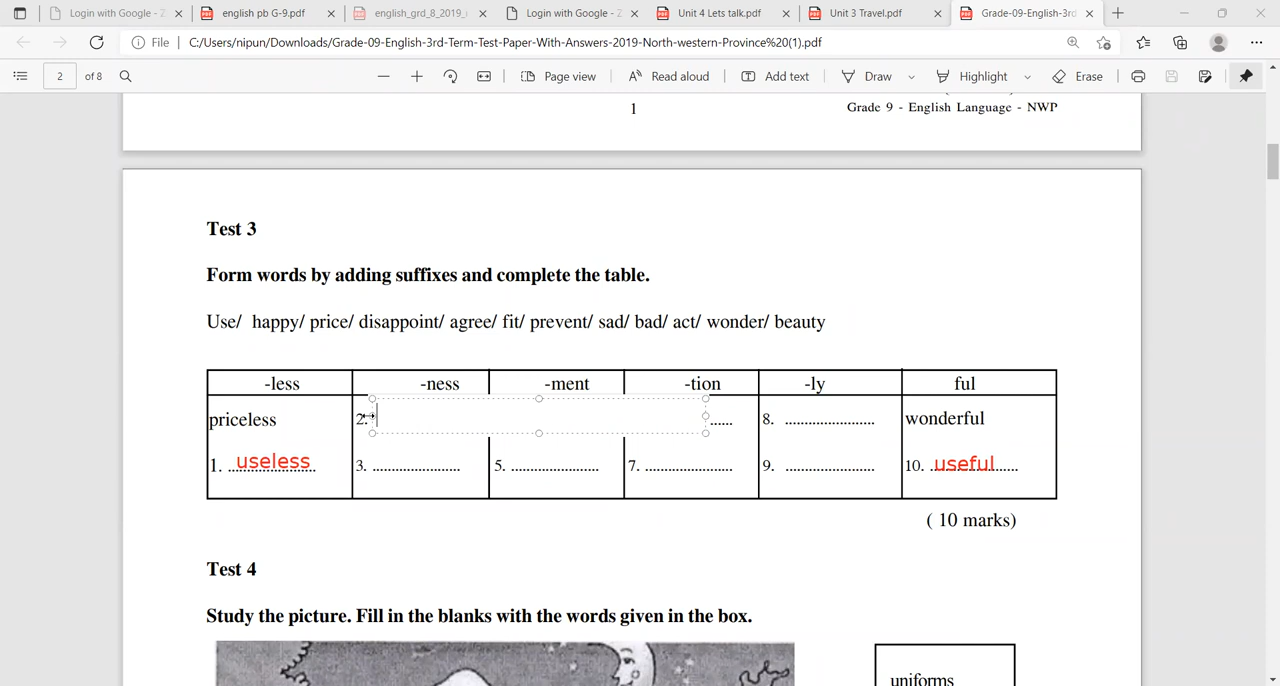 Login with Google - Z
english pb G-9.pdf
english_grd_8_2019_
Login with Google - Z
Unit 4 Lets talk.pdf
Unit 3 Travel.pdf
Grade-09-English-3rd
File
C:/Users/nipun/Downloads/Grade-09-English-3rd-Term-Test-Paper-With-Answers-2019-North-western-Province%20(1).pdf
2 of 8
Page view
Read aloud
Add text
Draw
Highlight
Erase
1
Grade 9 - English Language - NWP
Test 3
Form words by adding suffixes and complete the table.
Use/ happy/ price/ disappoint/ agree/ fit/ prevent/ sad/ bad/ act/ wonder/ beauty
-less -ness -ment -tion -ly ful
priceless 2. ...... 8. ....................... wonderful
1. useless 3. ...................... 5. ...................... 7. ...................... 9. ....................... 10. useful
( 10 marks)
Test 4
Study the picture. Fill in the blanks with the words given in the box.
uniforms